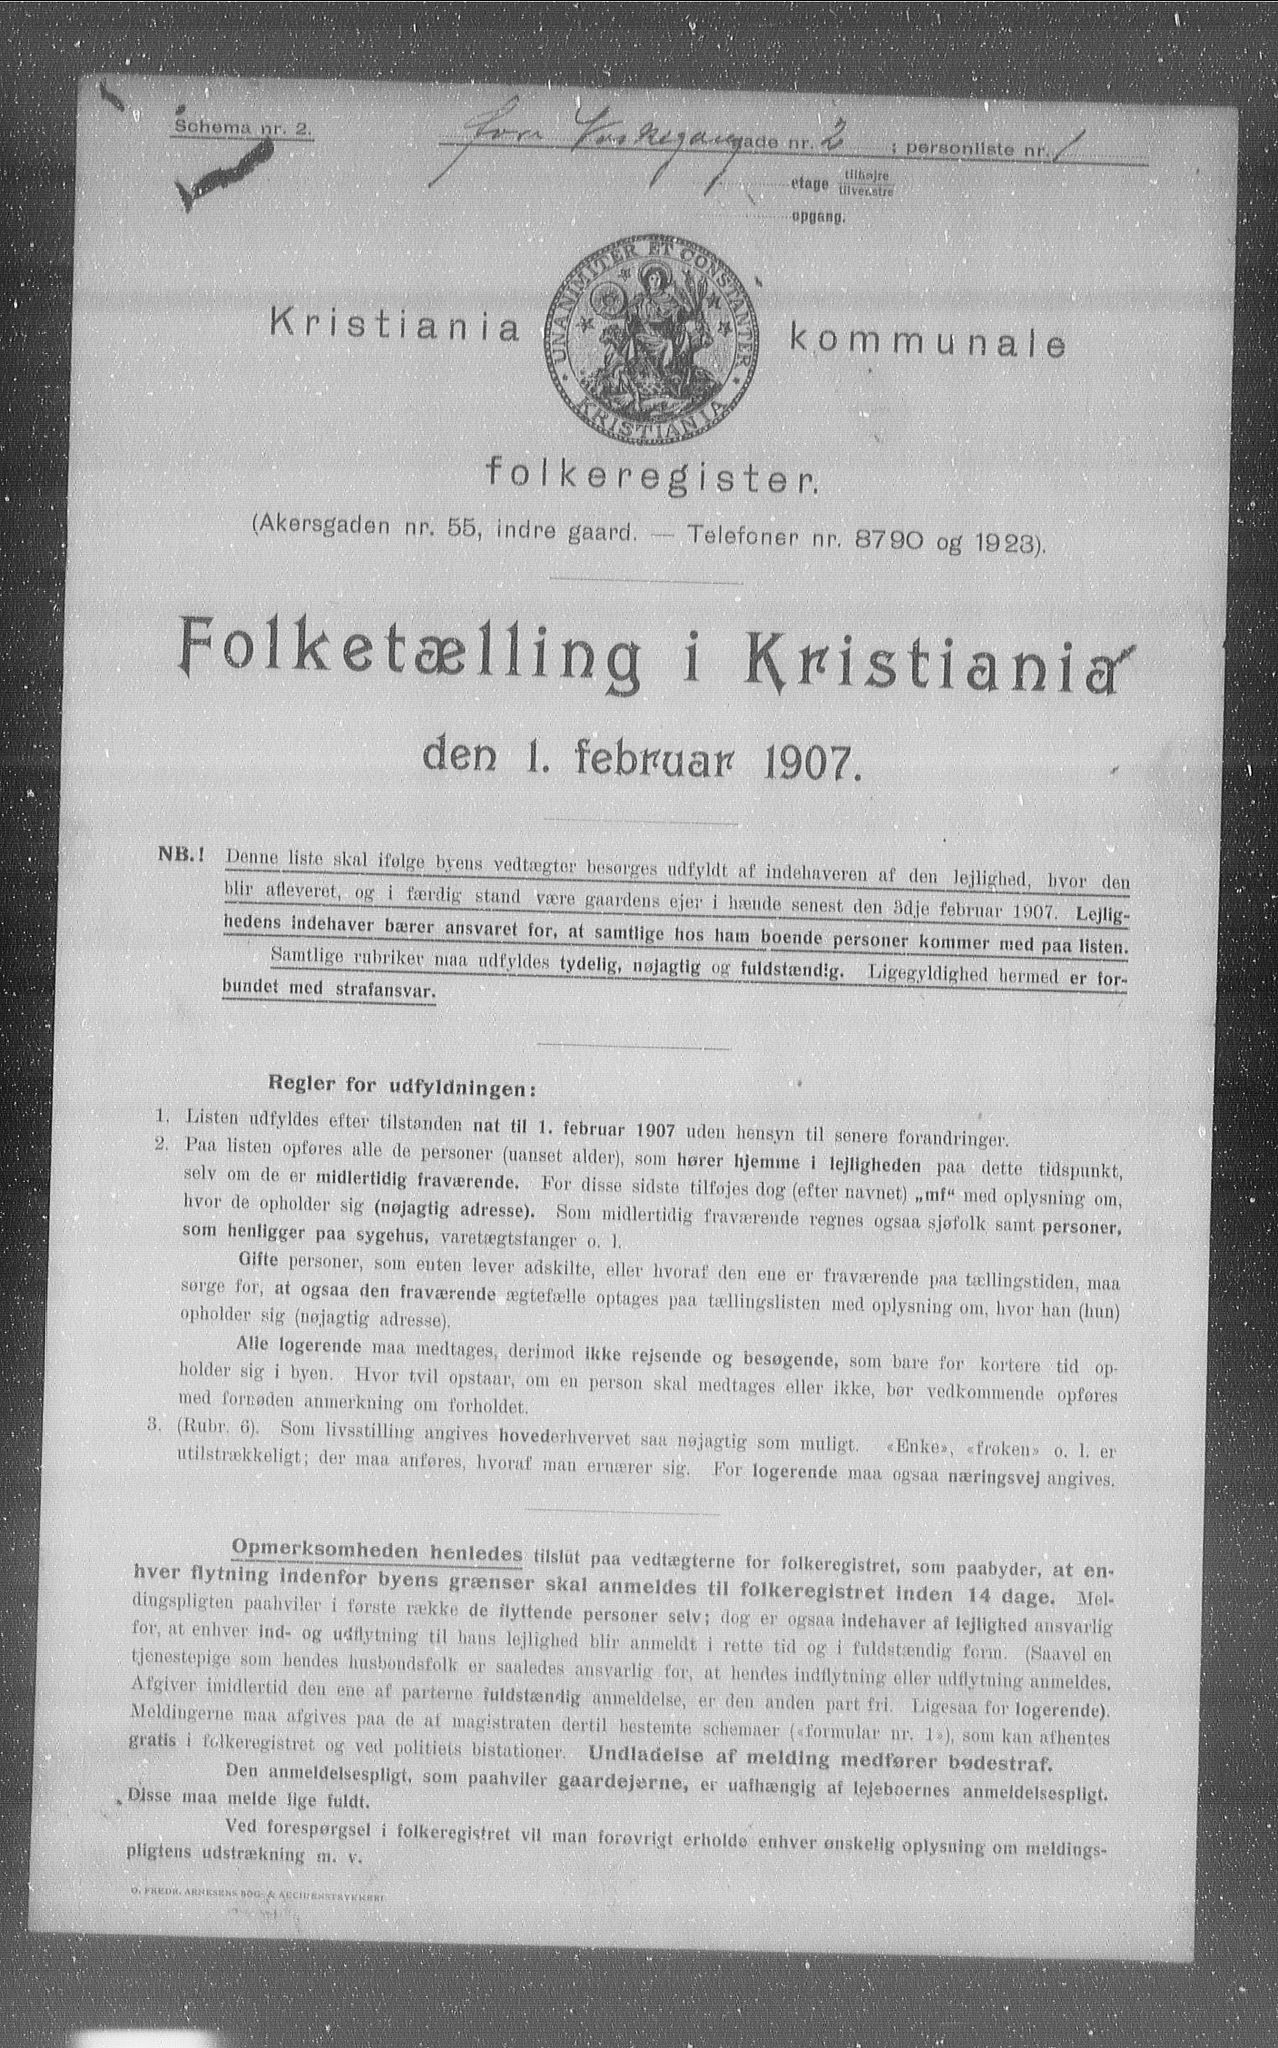 Schema nr. 2.
gade nr. 2 ; personliste nr. 1
etage tilhøjre
tilvenstre
opgang.
UNANIMITER ET CONSTANTER
KRISTIANIA
Kristiania kommunale
folkeregister.
(Akersgaden nr. 55, indre gaard. — Telefoner nr. 8790 og 1923).
Folketælling i Kristiania
den 1. februar 1907.
NB.! Denne liste skal ifølge byens vedtægter besørges udfyldt af indehaveren af den lejlighed, hvor den
blir afleveret, og i færdig stand være gaardens ejer i hænde senest den 3dje februar 1907. Lejlig-
hedens indehaver bærer ansvaret for, at samtlige hos ham boende personer kommer med paa listen.
Samtlige rubriker maa udfyldes tydelig, nøjagtig og fuldstændig. Ligegyldighed hermed er for-
bundet med strafansvar.
Regler for udfyldningen:
1. Listen udfyldes efter tilstanden nat til 1. februar 1907 uden hensyn til senere forandringer.
2. Paa listen opføres alle de personer (uanset alder), som hører hjemme i lejligheden paa dette tidspunkt,
selv om de er midlertidig fraværende. For disse sidste tilføjes dog (efter navnet) „mf“ med oplysning om,
hvor de opholder sig (nøjagtig adresse). Som midlertidig fraværende regnes ogsaa sjøfolk samt personer,
som henligger paa sygehus, varetægtsfanger o. l.
Gifte personer, som enten lever adskilte, eller hvoraf den ene er fraværende paa tællingstiden, maa
sørge for, at ogsaa den fraværende ægtefælle optages paa tællingslisten med oplysning om, hvor han (hun)
opholder sig (nøjagtig adresse).
Alle logerende maa medtages, derimod ikke rejsende og besøgende, som bare for kortere tid op-
holder sig i byen. Hvor tvil opstaar, om en person skal medtages eller ikke, bør vedkommende opføres
med fornøden anmerkning om forholdet.
3. (Rubr. 6). Som livsstilling angives hovederhvervet saa nøjagtig som muligt. «Enke», «frøken» o. l. er
utilstrækkeligt; der maa anføres, hvoraf man ernærer sig. For logerende maa ogsaa næringsvej angives.
Opmerksomheden henledes tilslut paa vedtægterne for folkeregistret, som paabyder, at en-
hver flytning indenfor byens grænser skal anmeldes til folkeregistret inden 14 dage. Mel-
dingspligten paahviler i første række de flyttende personer selv; dog er ogsaa indehaver af lejlighed ansvarlig
for, at enhver ind- og udflytning til hans lejlighed blir anmeldt i rette tid og i fuldstændig form. (Saavel en
tjenestepige som hendes husbondsfolk er saaledes ansvarlig for, at hendes indflytning eller udflytning anmeldes.
Afgiver imidlertid den ene af parterne fuldstændig anmeldelse, er den anden part fri. Ligesaa for logerende).
Meldingerne maa afgives paa de af magistraten dertil bestemte schemaer («formular nr. 1»), som kan afhentes
gratis i folkeregistret og ved politiets bistationer. Undladelse af melding medfører bødestraf.
Den anmeldelsespligt, som paahviler gaardejerne, er uafhængig af lejeboernes anmeldelsespligt.
Disse maa melde lige fuldt.
Ved forespørgsel i folkeregistret vil man forøvrigt erholde enhver ønskelig oplysning om meldings-
pligtens udstrækning m. v.
O. FREDR. ARNESENS BOG- & ACCIDENSTRYKKERI